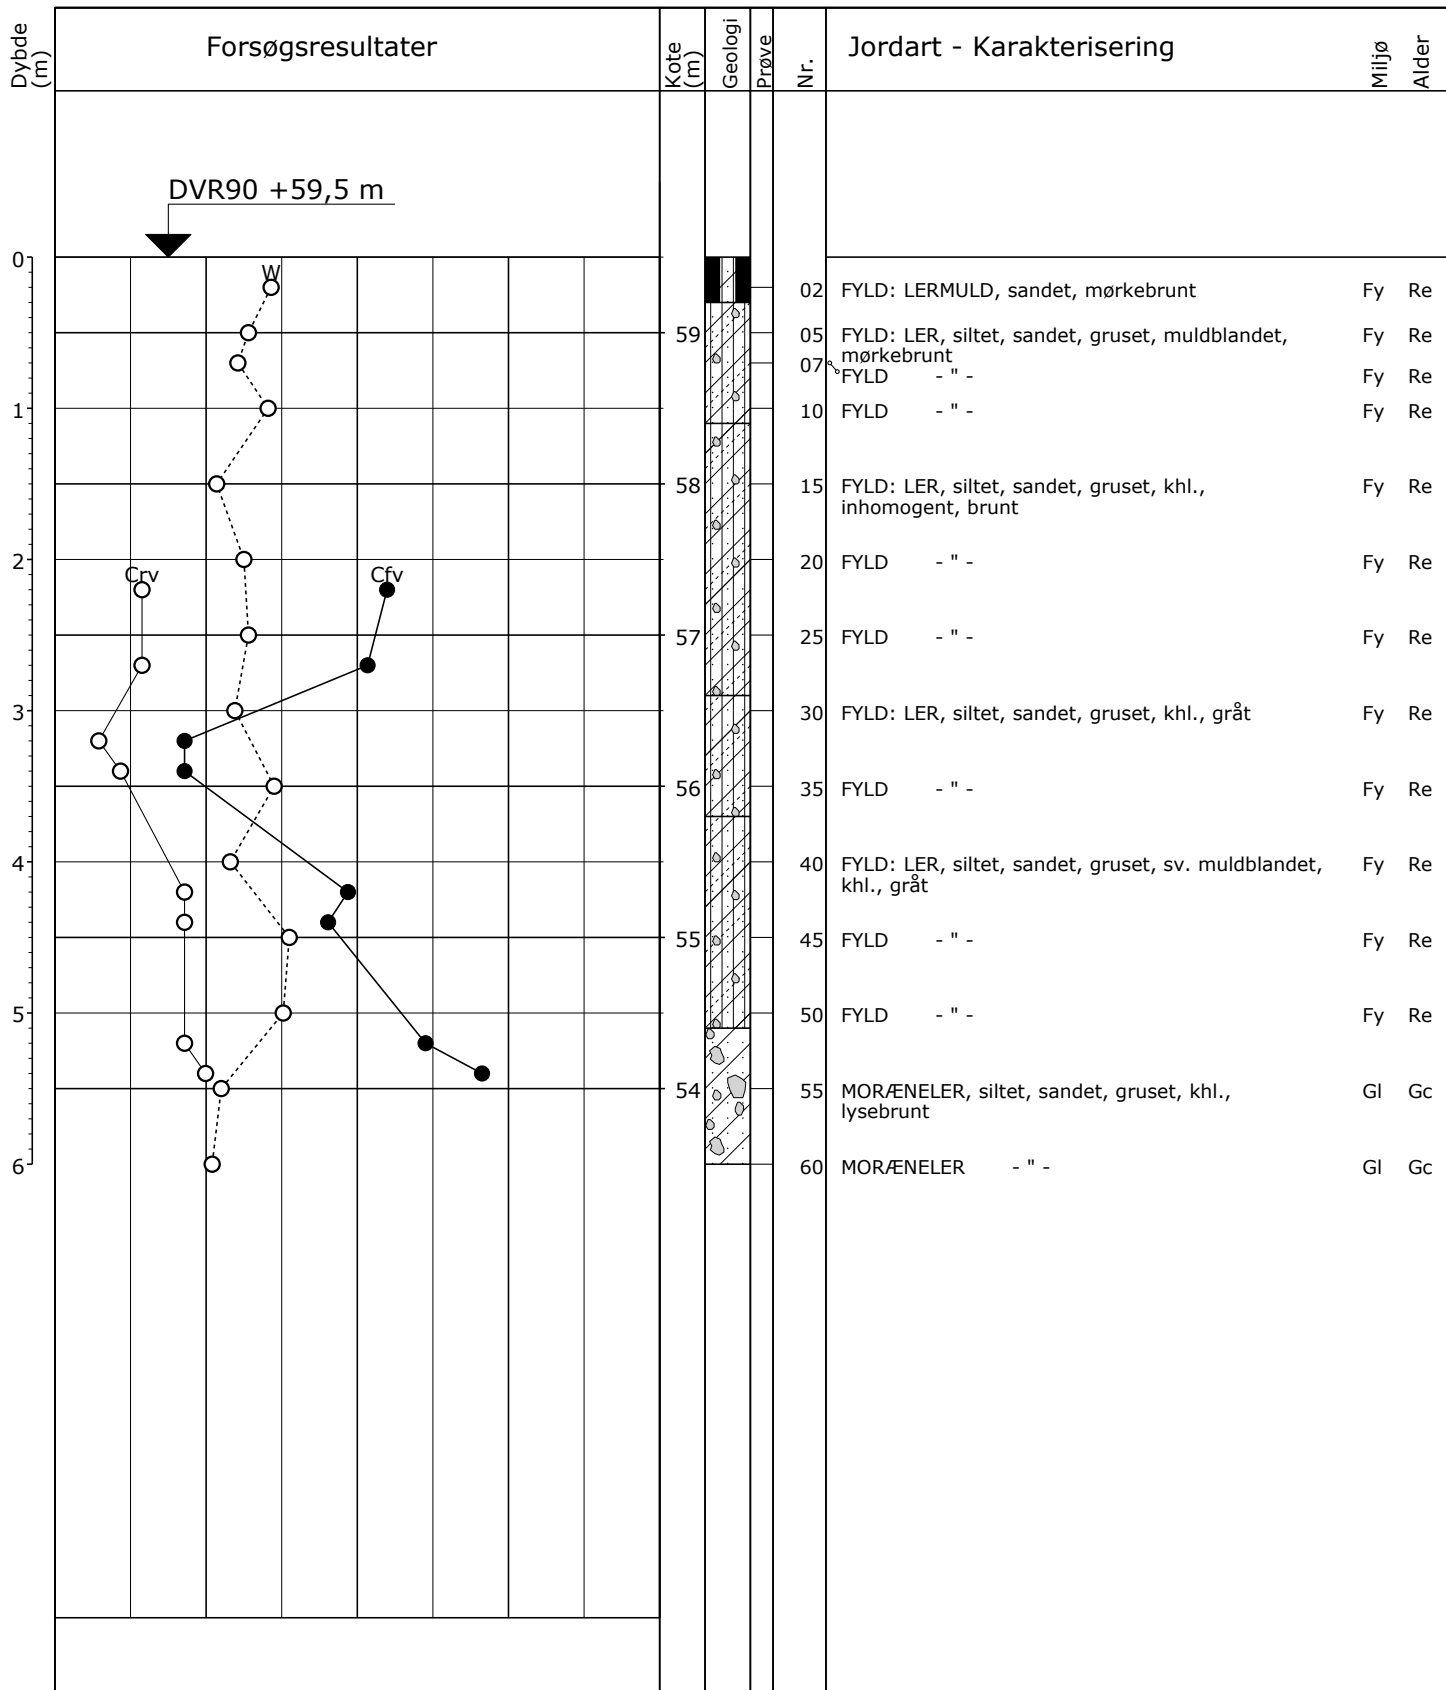 Dybde (m)
Forsøgsresultater
Kote (m)
Geologi
Prøve
Nr.
Jordart - Karakterisering
Miljø
Alder
DVR90 +59,5 m
0
W
02 FYLD: LERMULD, sandet, mørkebrunt Fy Re
59 05 FYLD: LER, siltet, sandet, gruset, muldblandet, Fy Re
mørkebrunt
07 FYLD - " - Fy Re
1 10 FYLD - " - Fy Re
58 15 FYLD: LER, siltet, sandet, gruset, khl., Fy Re
inhomogent, brunt
2 20 FYLD - " - Fy Re
Crv Cfv
57 25 FYLD - " - Fy Re
3 30 FYLD: LER, siltet, sandet, gruset, khl., gråt Fy Re
56 35 FYLD - " - Fy Re
4 40 FYLD: LER, siltet, sandet, gruset, sv. muldblandet, Fy Re
khl., gråt
55 45 FYLD - " - Fy Re
5 50 FYLD - " - Fy Re
54 55 MORÆNELER, siltet, sandet, gruset, khl., Gl Gc
lysebrunt
6 60 MORÆNELER - " - Gl Gc